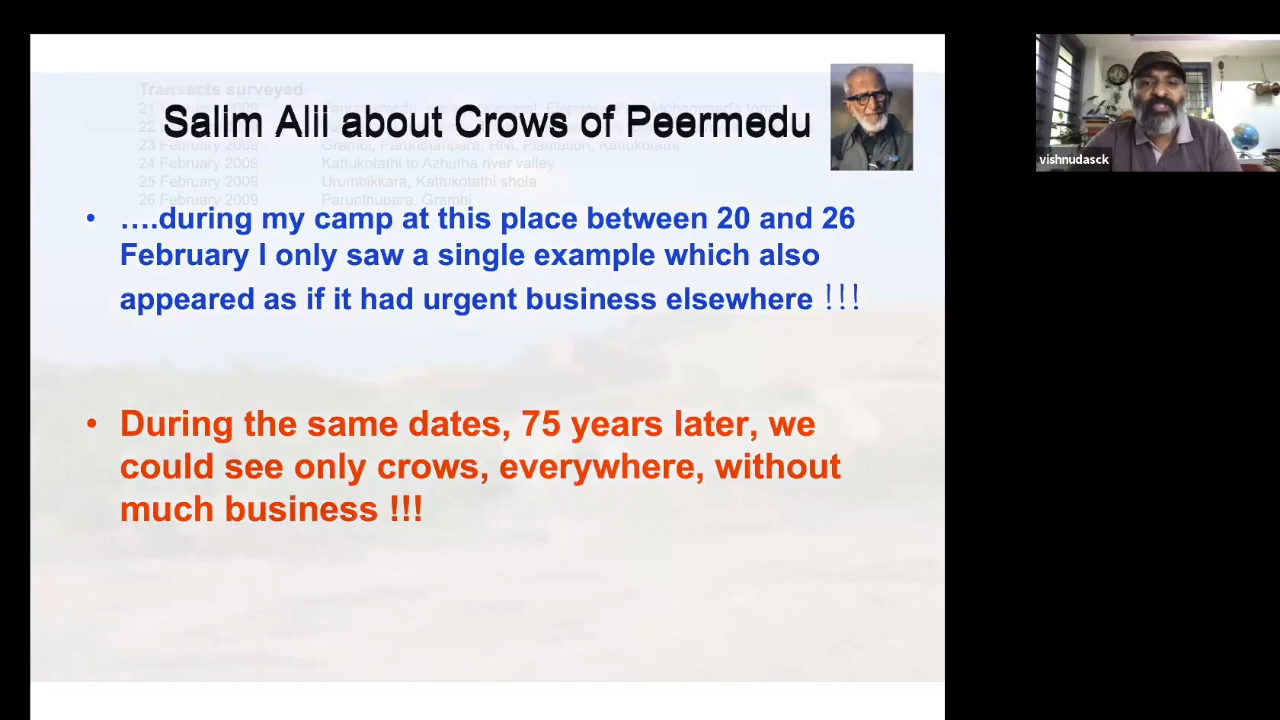 Transects surveyed
Salim Alii about Crows of Peermedu
23 February 2009 Grambi, Parunthanpara, HNL Plantation, Kattukotathi
24 February 2009 Kattukotathi to Azhutha river valley
25 February 2009 Urumbikkara, Kattukotathi shola
26 February 2009 Parunthupara, Grambi
• ....during my camp at this place between 20 and 26
February I only saw a single example which also
appeared as if it had urgent business elsewhere !!!
• During the same dates, 75 years later, we
could see only crows, everywhere, without
much business !!!
vishnudasck